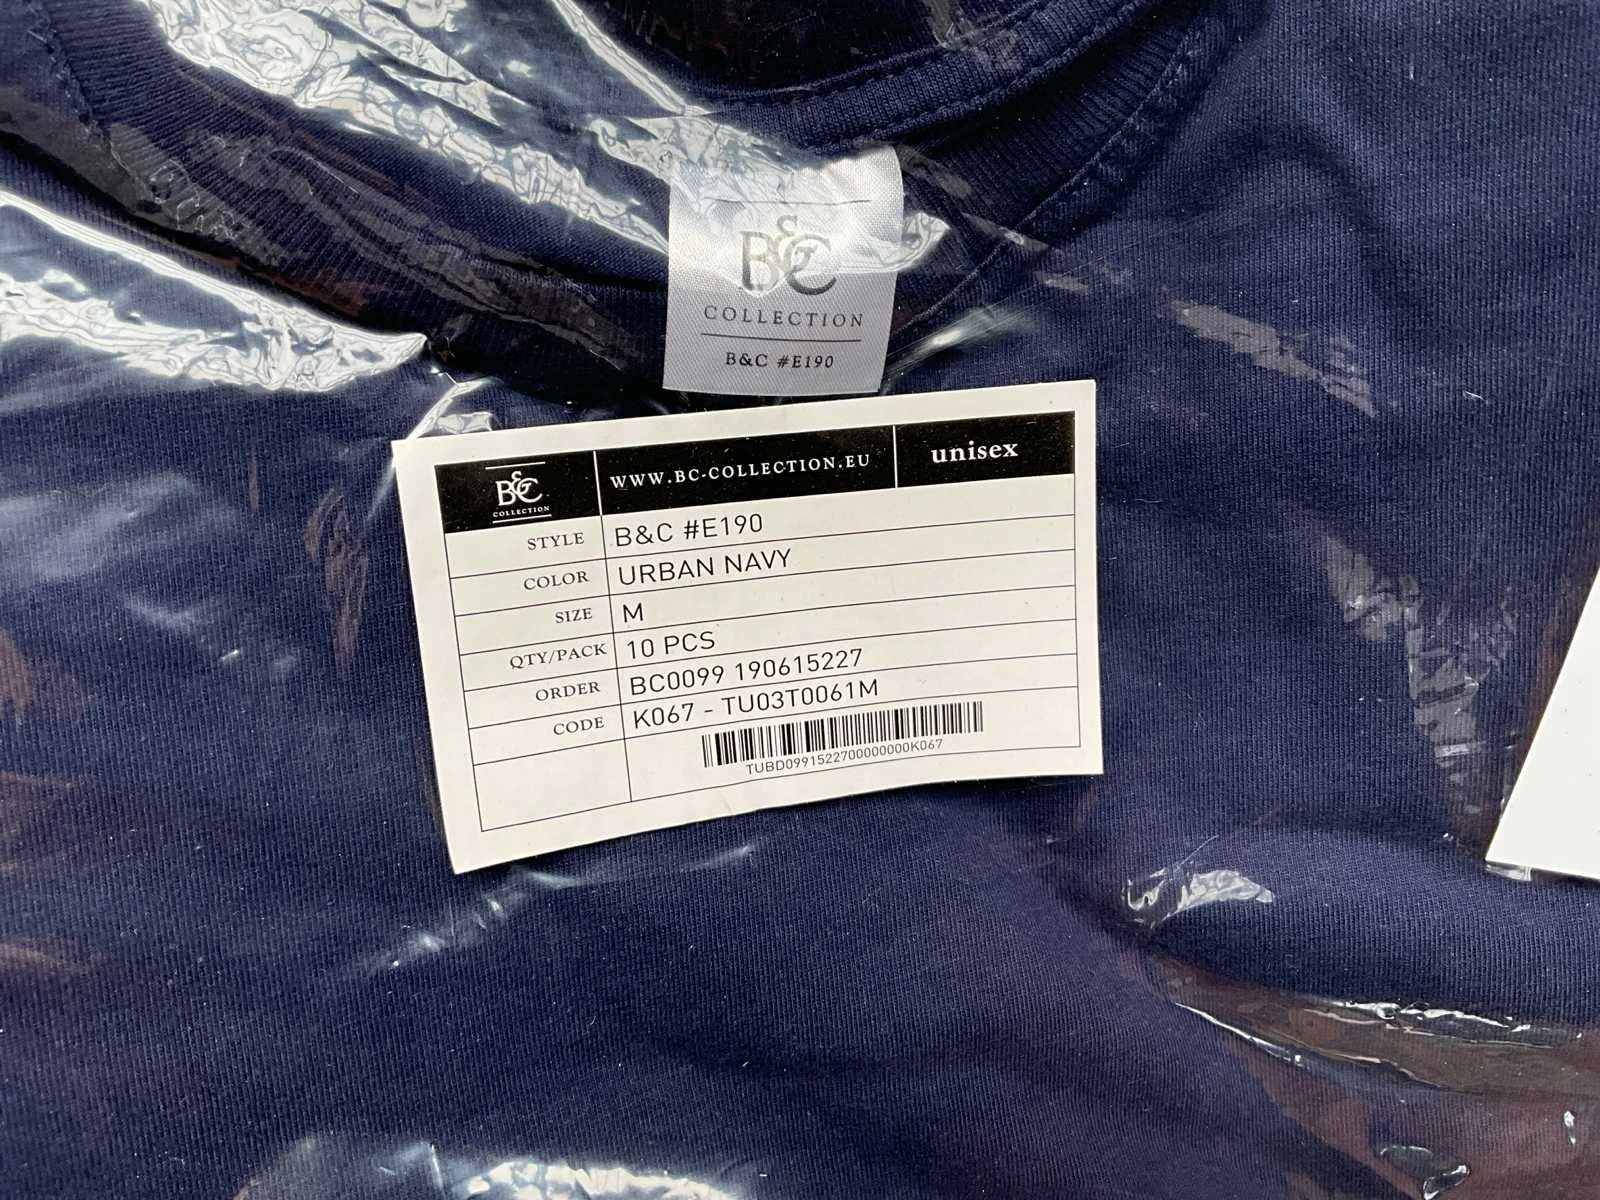 B&C
COLLECTION
B&C #E190
B&C
COLLECTION
WWW.BC-COLLECTION.EU
unisex
STYLE B&C #E190
COLOR URBAN NAVY
SIZE M
QTY/PACK 10 PCS
ORDER BC0099 190615227
CODE K067 - TU03T0061M
TUBD0991522700000000K067